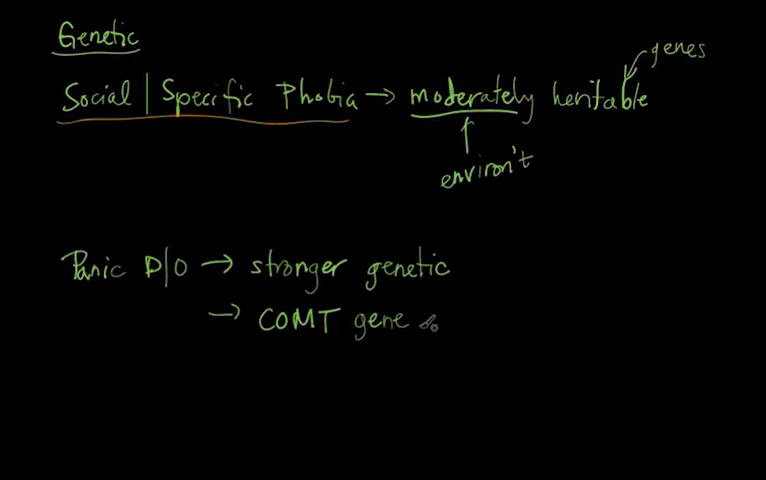 Genetic
genes
Social | Specific Phobia → moderately heritable
environ't
Panic D/O → stronger genetic
→ COMT gene